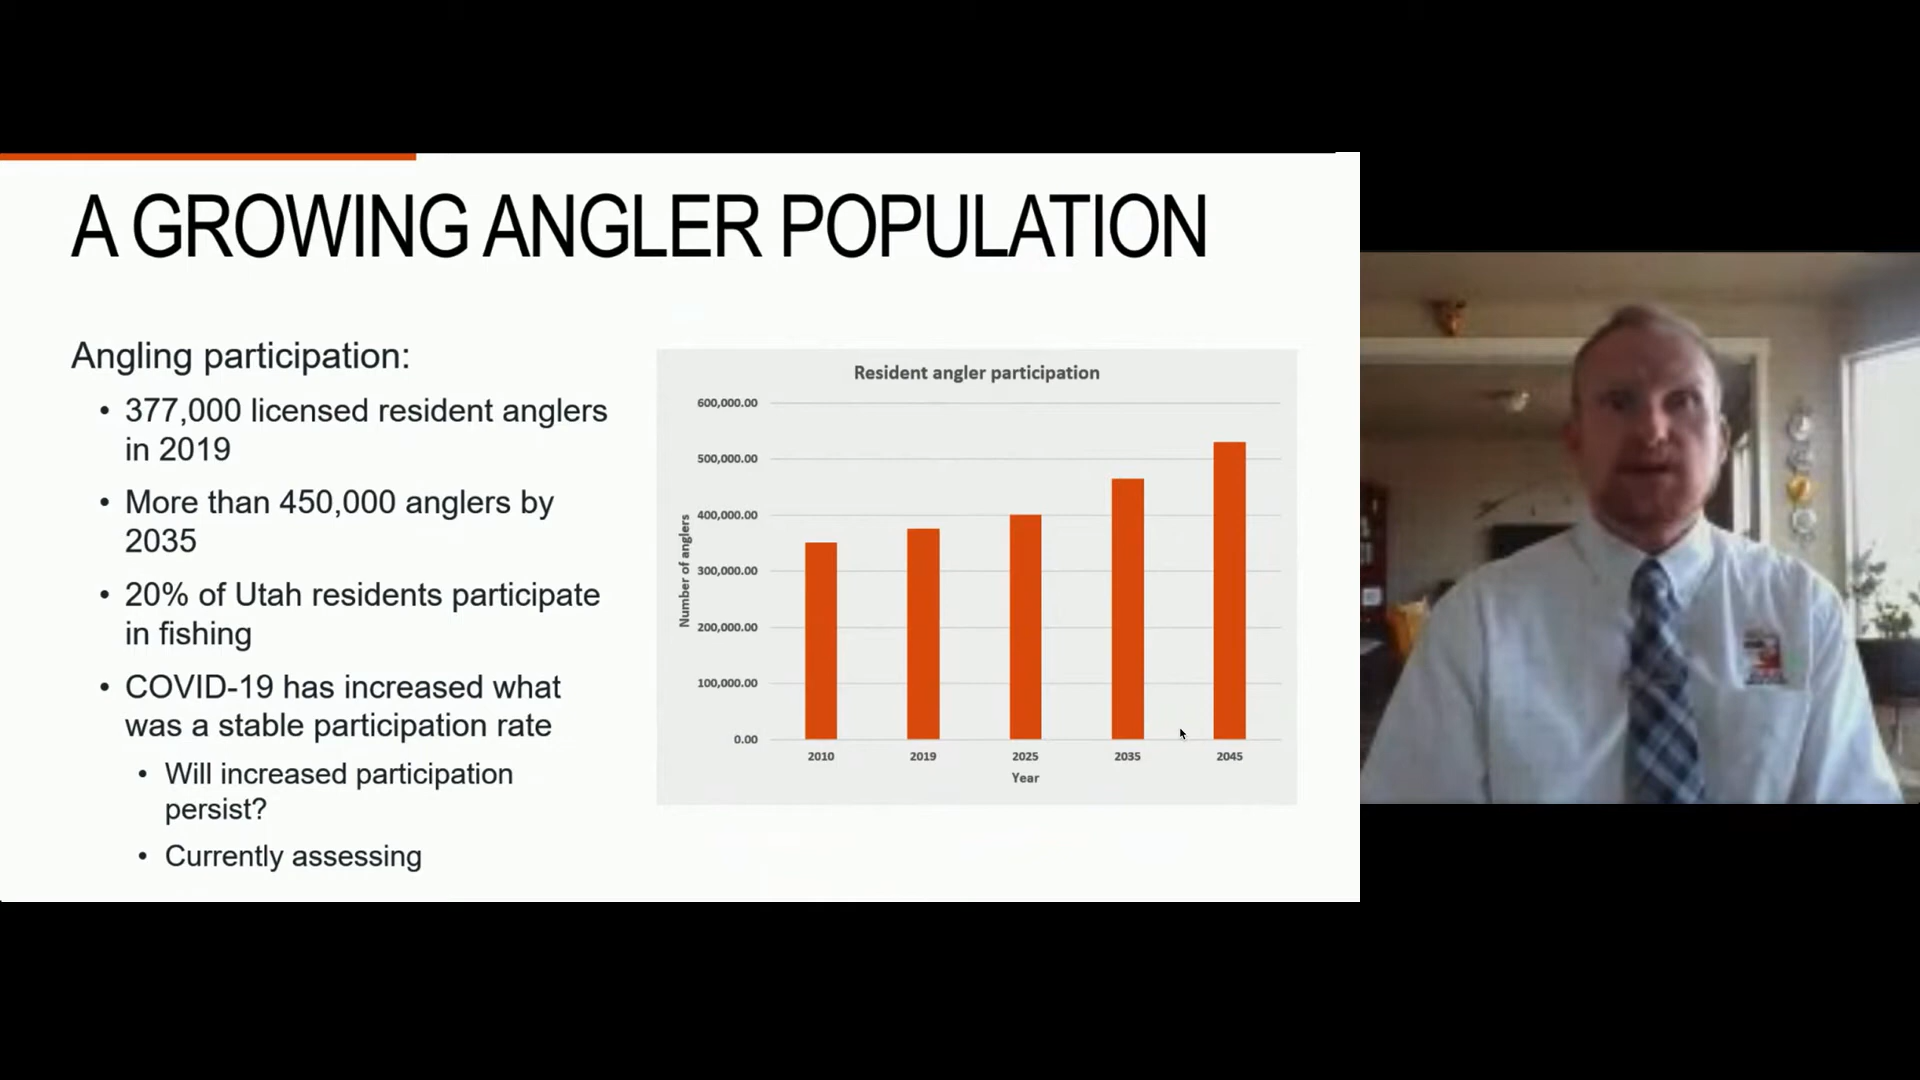 A GROWING ANGLER POPULATION
Angling participation:
• 377,000 licensed resident anglers
in 2019
• More than 450,000 anglers by
2035
• 20% of Utah residents participate
in fishing
• COVID-19 has increased what
was a stable participation rate
• Will increased participation
persist?
• Currently assessing
Resident angler participation
Number of anglers
600,000.00
500,000.00
400,000.00
300,000.00
200,000.00
100,000.00
0.00
2010 2019 2025 2035 2045
Year